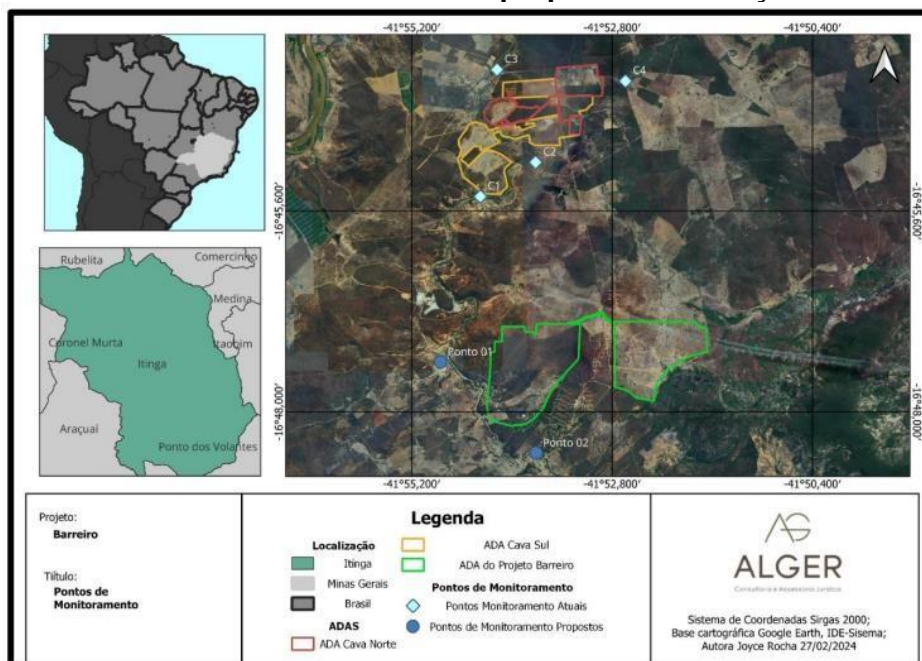 -41°55,200'
-41°52,800'
-41°50,400'
C3
C4
C2
C1
-16°45,600'
-16°45,600'
Rubelita
Comercinho
Medina
Itaobim
Coronel Murta
Itinga
Araçuaí
Ponto dos Volantes
Ponto 01
Ponto 02
-16°48,000'
-16°48,000'
-41°55,200'
-41°52,800'
-41°50,400'
Projeto:
Barreiro
Título:
Pontos de
Monitoramento
Legenda
Localização
Itinga
Minas Gerais
Brasil
ADAS
ADA Cava Norte
ADA Cava Sul
ADA do Projeto Barreiro
Pontos de Monitoramento
Pontos Monitoramento Atuais
Pontos de Monitoramento Propostos
ALGER
Consultoria e Assessoria Jurídica
Sistema de Coordenadas Sirgas 2000;
Base cartográfica Google Earth, IDE-Sisema;
Autora Joyce Rocha 27/02/2024